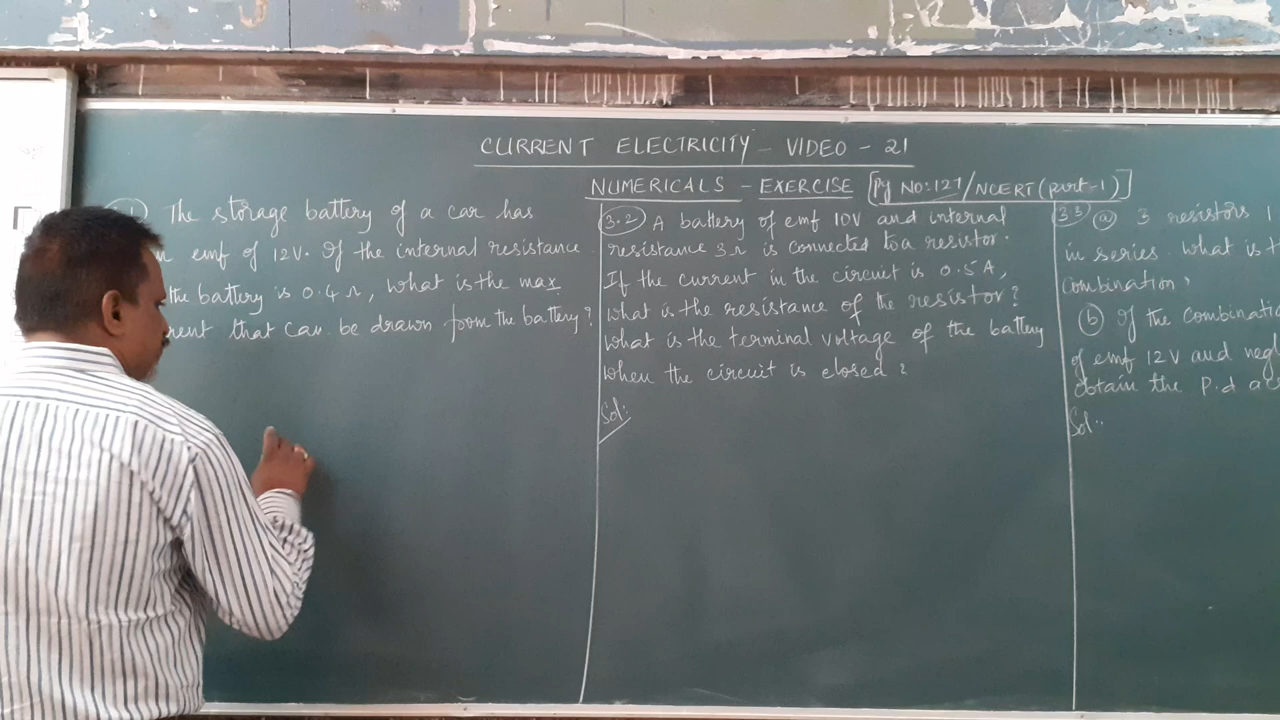 CURRENT ELECTRICITY - VIDEO - 21
NUMERICALS - EXERCISE [Pg NO:127/NCERT(part-1)]
The storage battery of a car has
emf of 12V. If the internal resistance
the battery is 0.4 Ω, what is the max
rent that can be drawn from the battery?
3.2 A battery of emf 10V and internal
resistance 3Ω is connected to a resistor.
If the current in the circuit is 0.5A,
what is the resistance of the resistor?
what is the terminal voltage of the battery
when the circuit is closed?
Sol:
3.3 (a) 3 resistors 1
in series. what is t
combination?
(b) If the combinatio
of emf 12V and negl
obtain the P.d ac
Sol: